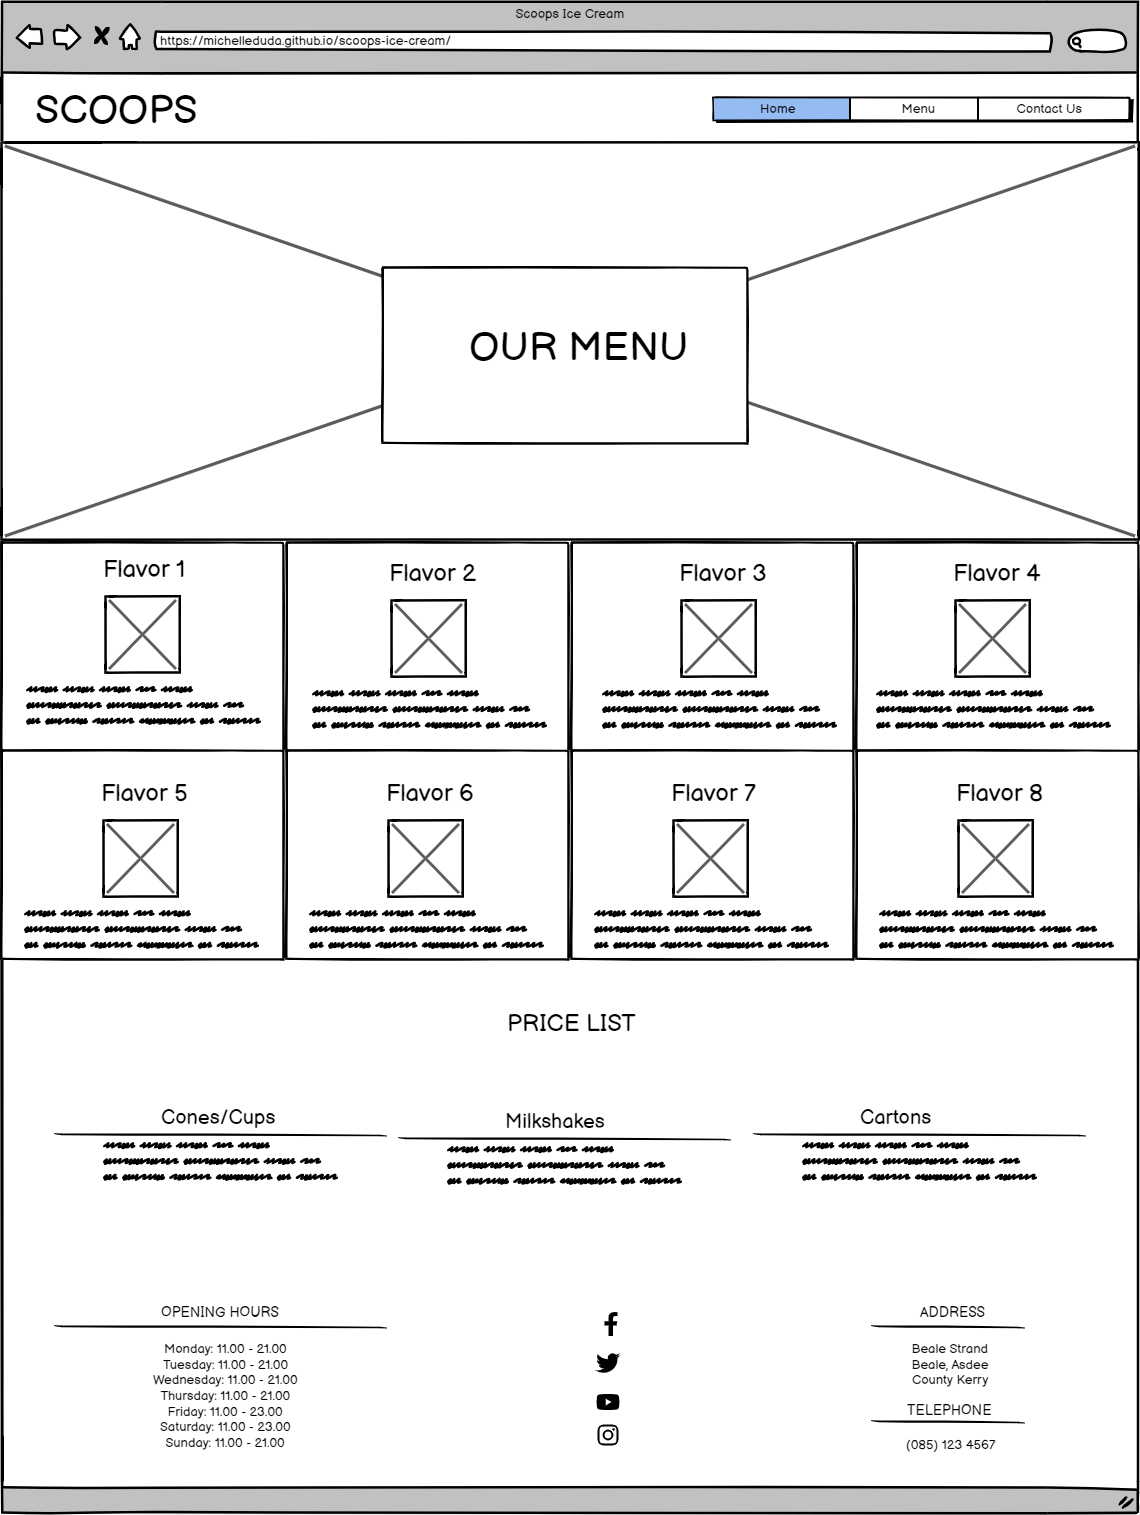 Scoops Ice Cream
https://michelleduda.github.io/scoops-ice-cream/
SCOOPS
Home Menu Contact Us
OUR MENU
Flavor 1 Flavor 2 Flavor 3 Flavor 4
Flavor 5 Flavor 6 Flavor 7 Flavor 8
PRICE LIST
Cones/Cups Milkshakes Cartons
OPENING HOURS
Monday: 11.00 - 21.00
Tuesday: 11.00 - 21.00
Wednesday: 11.00 - 21.00
Thursday: 11.00 - 21.00
Friday: 11.00 - 23.00
Saturday: 11.00 - 23.00
Sunday: 11.00 - 21.00
ADDRESS
Beale Strand
Beale, Asdee
County Kerry
TELEPHONE
(085) 123 4567